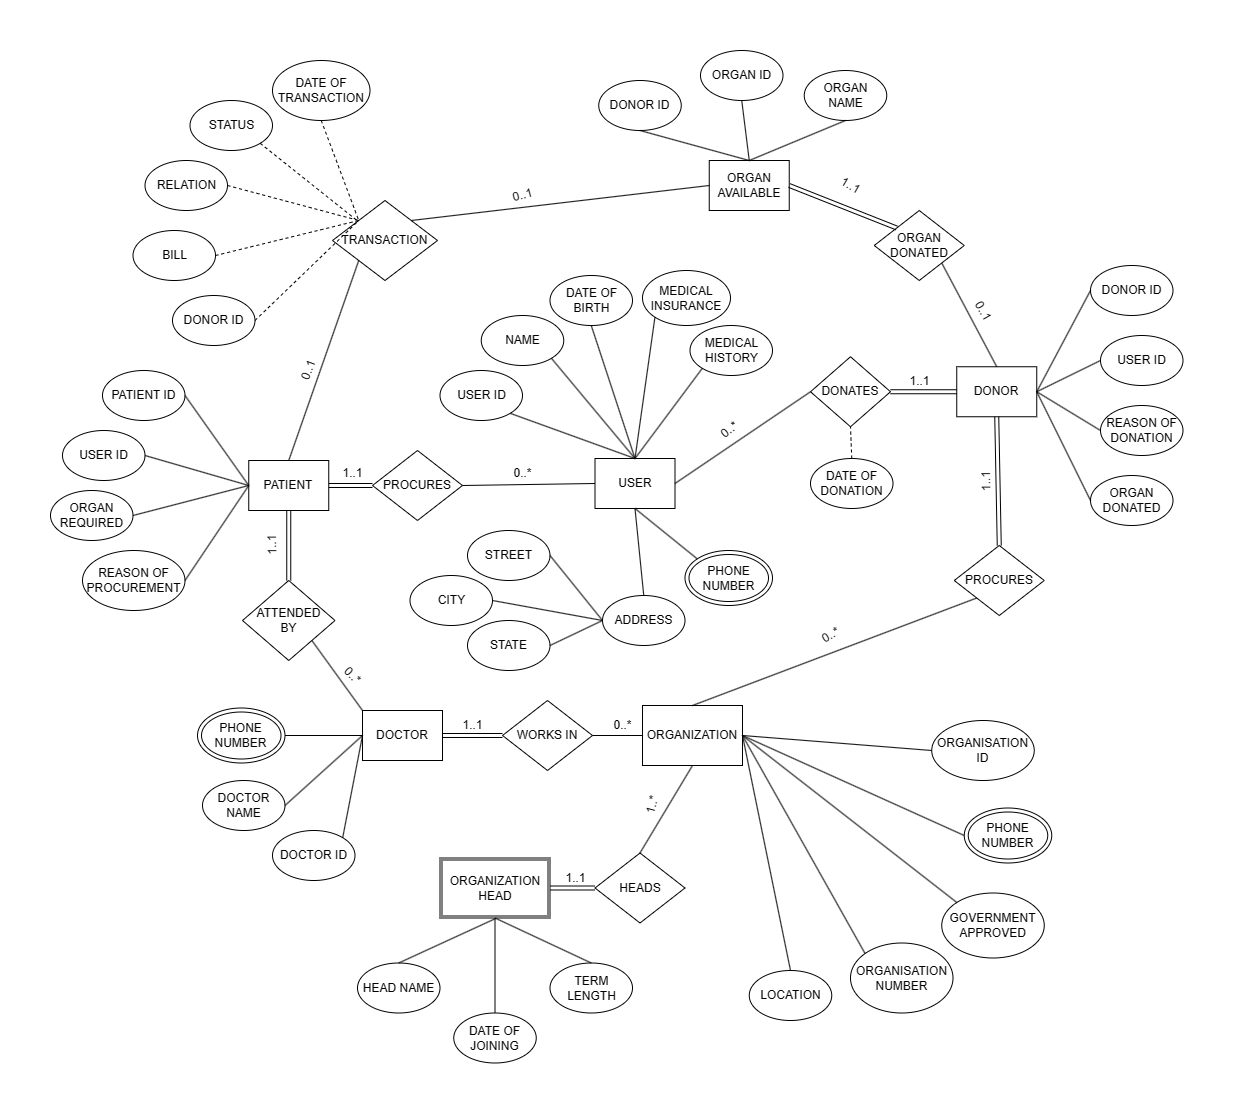 DATE OF
TRANSACTION
STATUS
RELATION
BILL
DONOR ID
TRANSACTION
0..1
0..1
DONOR ID
ORGAN ID
ORGAN
NAME
ORGAN
AVAILABLE
1..1
ORGAN
DONATED
0..1
DONOR ID
USER ID
REASON OF
DONATION
ORGAN
DONATED
DONOR
1..1
DONATES
DATE OF
DONATION
0..*
1..1
PROCURES
0..*
USER ID
NAME
DATE OF
BIRTH
MEDICAL
INSURANCE
MEDICAL
HISTORY
USER
0..*
PROCURES
1..1
PATIENT
PATIENT ID
USER ID
ORGAN
REQUIRED
REASON OF
PROCUREMENT
1..1
ATTENDED
BY
0..*
STREET
CITY
STATE
ADDRESS
PHONE
NUMBER
PHONE
NUMBER
DOCTOR
NAME
DOCTOR ID
DOCTOR
1..1
WORKS IN
0..*
ORGANIZATION
1..*
HEADS
1..1
ORGANIZATION
HEAD
HEAD NAME
DATE OF
JOINING
TERM
LENGTH
ORGANISATION
ID
PHONE
NUMBER
GOVERNMENT
APPROVED
ORGANISATION
NUMBER
LOCATION